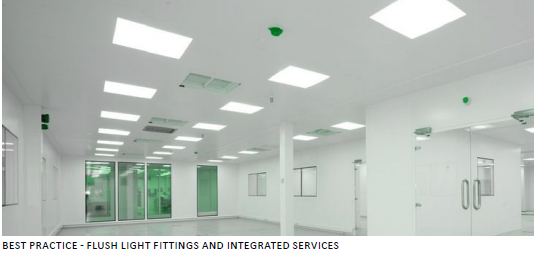 BEST PRACTICE - FLUSH LIGHT FITTINGS AND INTEGRATED SERVICES